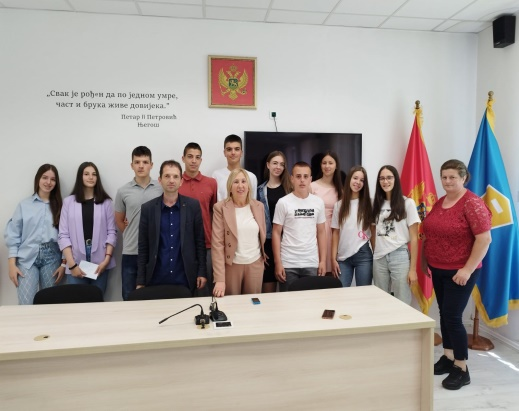 „Свак је рођен да по једном умре,
част и брука живе довијека."
Петар II Петровић
Његош